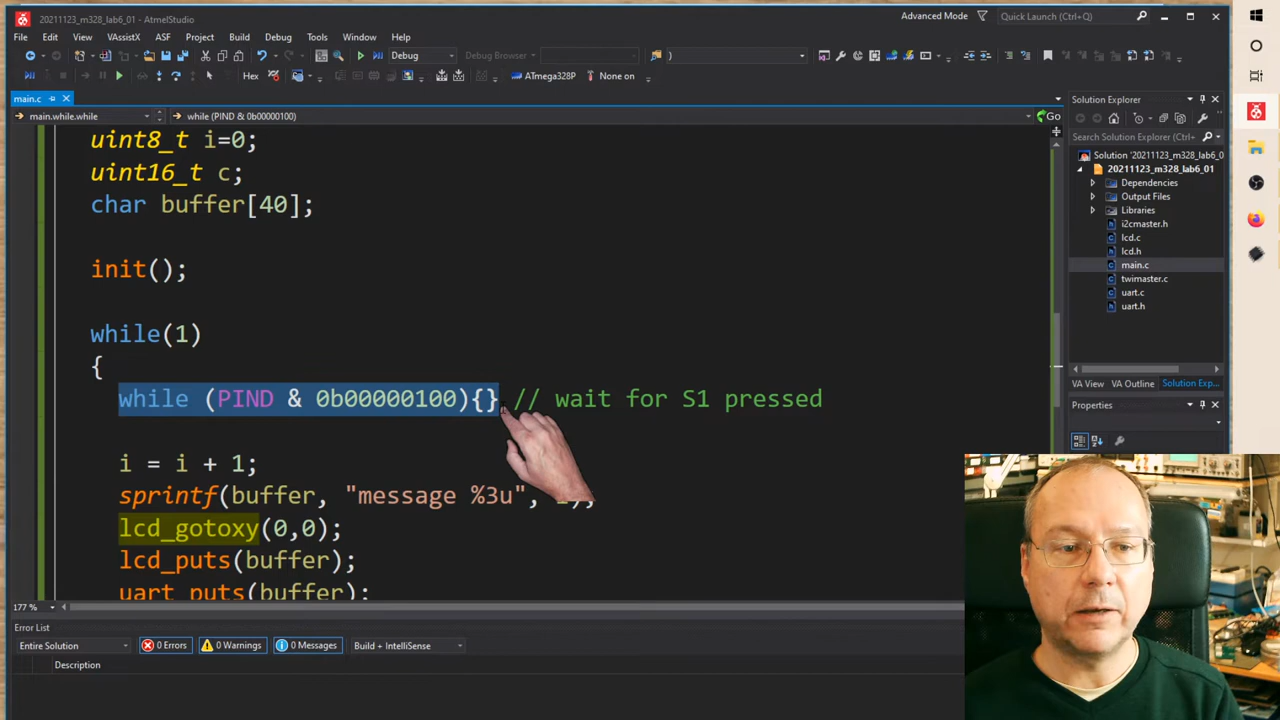 20211123_m328_lab6_01 - AtmelStudio
Advanced Mode
Quick Launch (Ctrl+Q)
File Edit View VAssistX ASF Project Build Debug Tools Window Help
Debug
Debug Browser
)
Hex
ATmega328P
None on
main.c
main.while.while
while (PIND & 0b00000100)
Go
uint8_t i=0;
uint16_t c;
char buffer[40];
init();
while(1)
{
while (PIND & 0b00000100){} // wait for S1 pressed
i = i + 1;
sprintf(buffer, "message %3u", i);
lcd_gotoxy(0,0);
lcd_puts(buffer);
uart_puts(buffer);
177 %
Error List
Entire Solution
0 Errors
0 Warnings
0 Messages
Build + IntelliSense
Description
Solution Explorer
Search Solution Explorer (Ctrl+
Solution '20211123_m328_lab6_0
20211123_m328_lab6_01
Dependencies
Output Files
Libraries
i2cmaster.h
lcd.c
lcd.h
main.c
twimaster.c
uart.c
uart.h
VA View VA Outline Solution Exp...
Properties